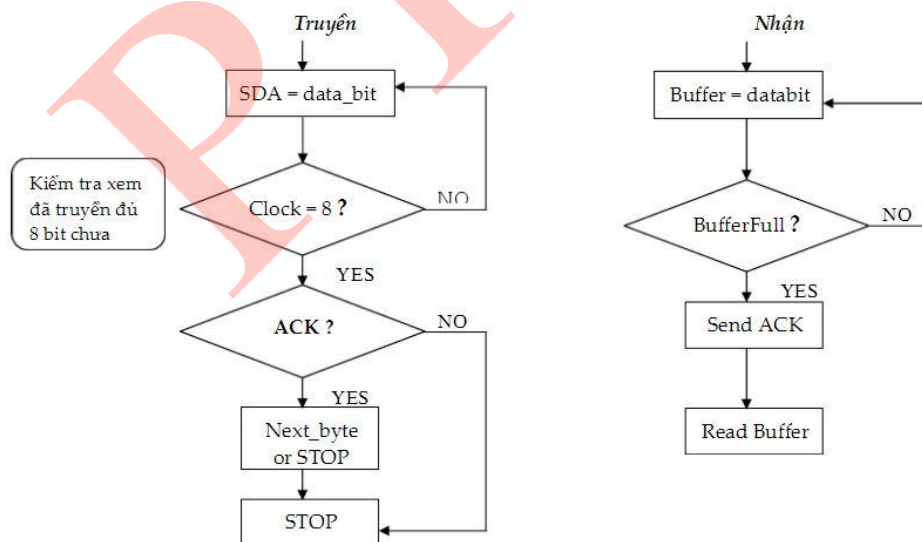 Truyền
SDA = data_bit
Kiểm tra xem
đã truyền đủ
8 bit chưa
Clock = 8 ?
NO
YES
ACK ?
NO
YES
Next_byte
or STOP
STOP
Nhận
Buffer = databit
BufferFull ?
NO
YES
Send ACK
Read Buffer